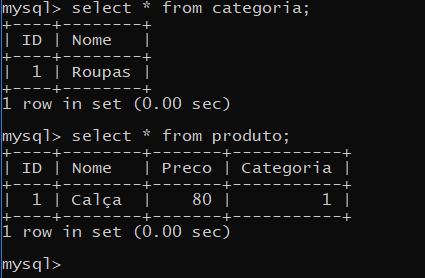 mysql> select * from categoria;
+----+--------+
| ID | Nome   |
+----+--------+
|  1 | Roupas |
+----+--------+
1 row in set (0.00 sec)
mysql> select * from produto;
+----+-------+-------+-----------+
| ID | Nome  | Preco | Categoria |
+----+-------+-------+-----------+
|  1 | Calça |    80 |         1 |
+----+-------+-------+-----------+
1 row in set (0.00 sec)
mysql>